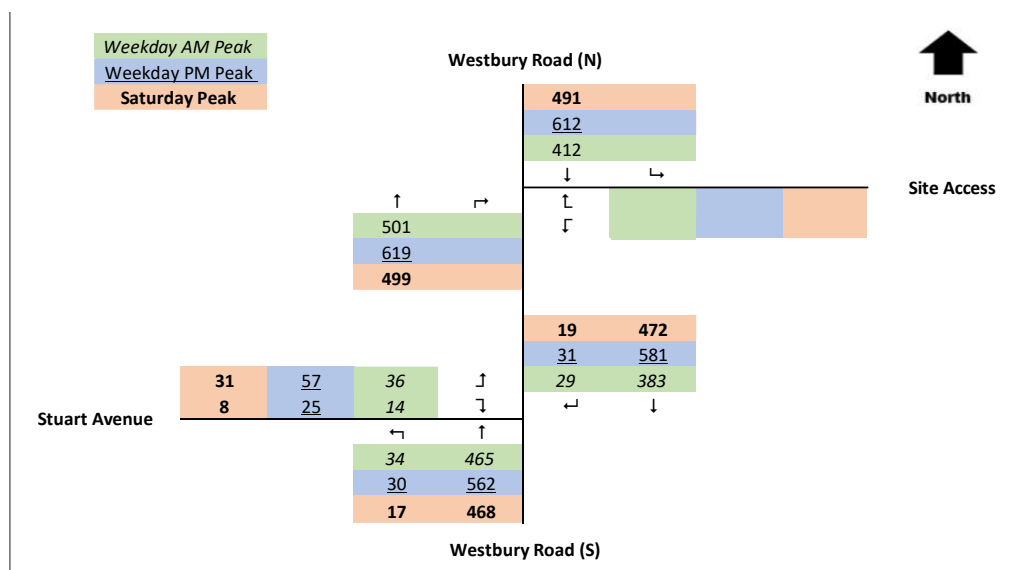 Weekday AM Peak
Weekday PM Peak
Saturday Peak
Westbury Road (N)
North
491
612
412
↓ ↳
Site Access
↑ ↱
↰
↱
501
619
499
19 472
31 581
29 383
↵ ↓
31 57 36
8 25 14
Stuart Avenue
↰ ↑
34 465
30 562
17 468
Westbury Road (S)